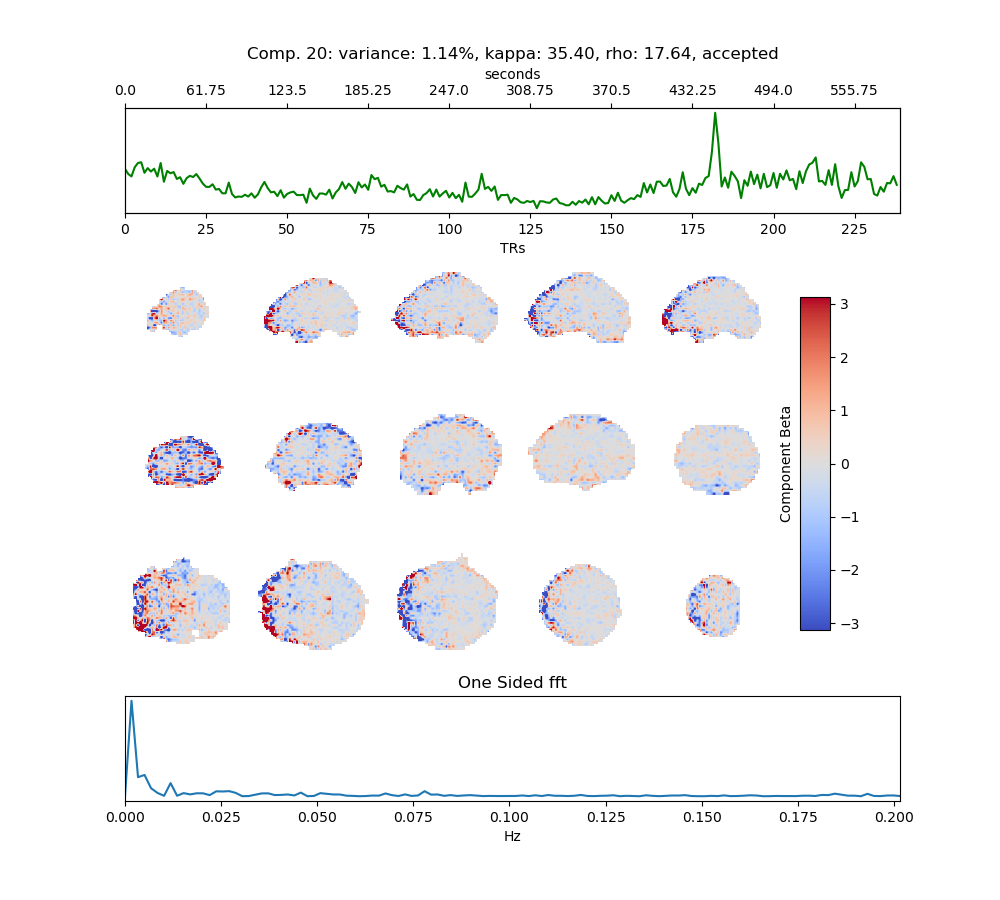 Comp. 20: variance: 1.14%, kappa: 35.40, rho: 17.64, accepted
seconds
0.0 61.75 123.5 185.25 247.0 308.75 370.5 432.25 494.0 555.75
0 25 50 75 100 125 150 175 200 225
TRs
3
2
1
0
−1
−2
−3
Component Beta
One Sided fft
0.000 0.025 0.050 0.075 0.100 0.125 0.150 0.175 0.200
Hz